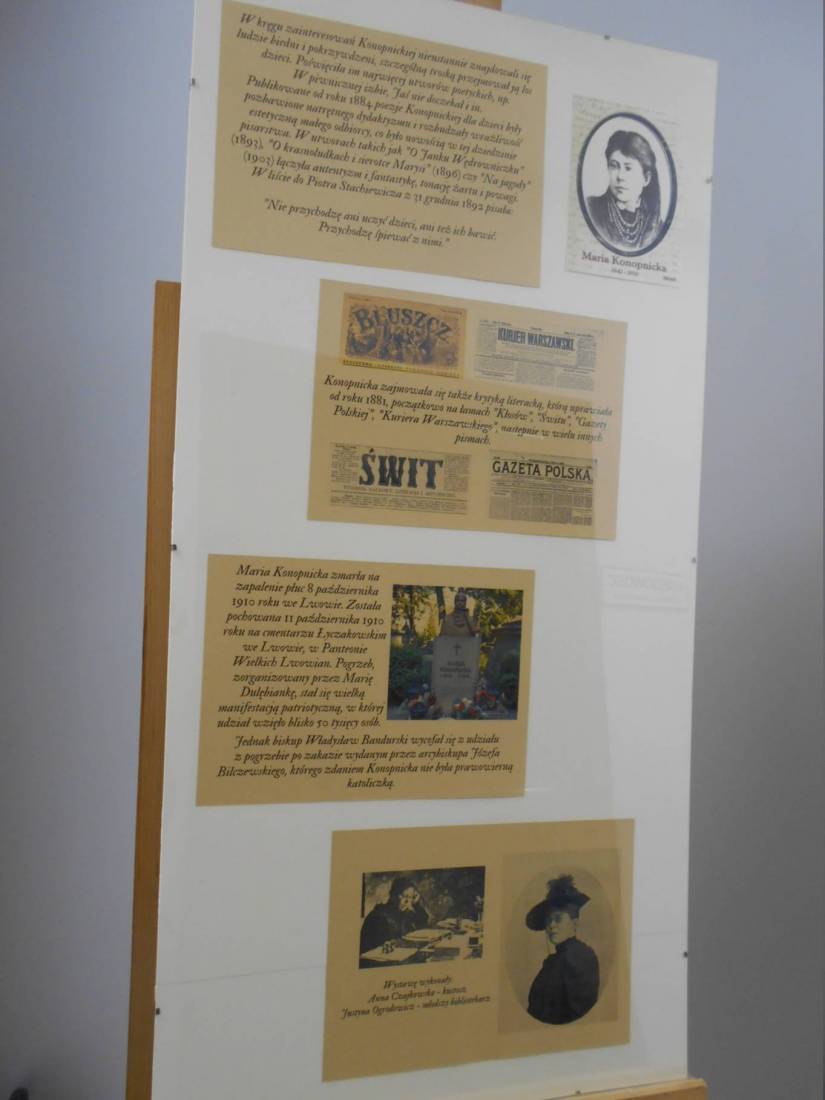 W kręgu zainteresowań Konopnickiej nieustannie znajdowali się
ludzie biedni i pokrzywdzeni, szczególną troską przejmował ją los
dzieci. Poświęciła im najwięcej utworów poetyckich, np.
W piwnicznej izbie, Jaś nie doczekał i in.
Publikowane od roku 1884 poezje Konopnickiej dla dzieci były
pozbawione natrętnego dydaktyzmu i rozbudzały wrażliwość
estetyczną małego odbiorcy, co było nowością w tej dziedzinie
pisarstwa. W utworach takich jak "O Janku Wędrowniczku"
(1893), "O krasnoludkach i sierotce Marysi" (1896) czy "Na jagody"
(1903) łączyła autentyzm i fantastykę, tonację żartu i powagi.
W liście do Piotra Stachiewicza z 31 grudnia 1892 pisała:
"Nie przychodzę ani uczyć dzieci, ani też ich bawić.
Przychodzę śpiewać z nimi."
Maria Konopnicka
1842 - 1910
BLUSZCZ
KURJER WARSZAWSKI
Konopnicka zajmowała się także krytyką literacką, którą uprawiała
od roku 1881, początkowo na łamach "Kłosów", "Świtu", "Gazety
Polskiej", "Kuriera Warszawskiego", następnie w wielu innych
pismach.
ŚWIT
GAZETA POLSKA
Maria Konopnicka zmarła na
zapalenie płuc 8 października
1910 roku we Lwowie. Została
pochowana 11 października 1910
roku na cmentarzu Łyczakowskim
we Lwowie, w Panteonie
Wielkich Lwowian. Pogrzeb,
zorganizowany przez Marię
Dulębiankę, stał się wielką
manifestacją patriotyczną, w której
udział wzięło blisko 50 tysięcy osób.
Jednak biskup Władysław Bandurski wycofał się z udziału
z pogrzebie po zakazie wydanym przez arcybiskupa Józefa
Bilczewskiego, którego zdaniem Konopnicka nie była prawowierną
katoliczką.
MARIA
KONOPNICKA
Wystawę wykonały:
Anna Czajkowska - kustosz
Justyna Ogrodowicz - młodszy bibliotekarz